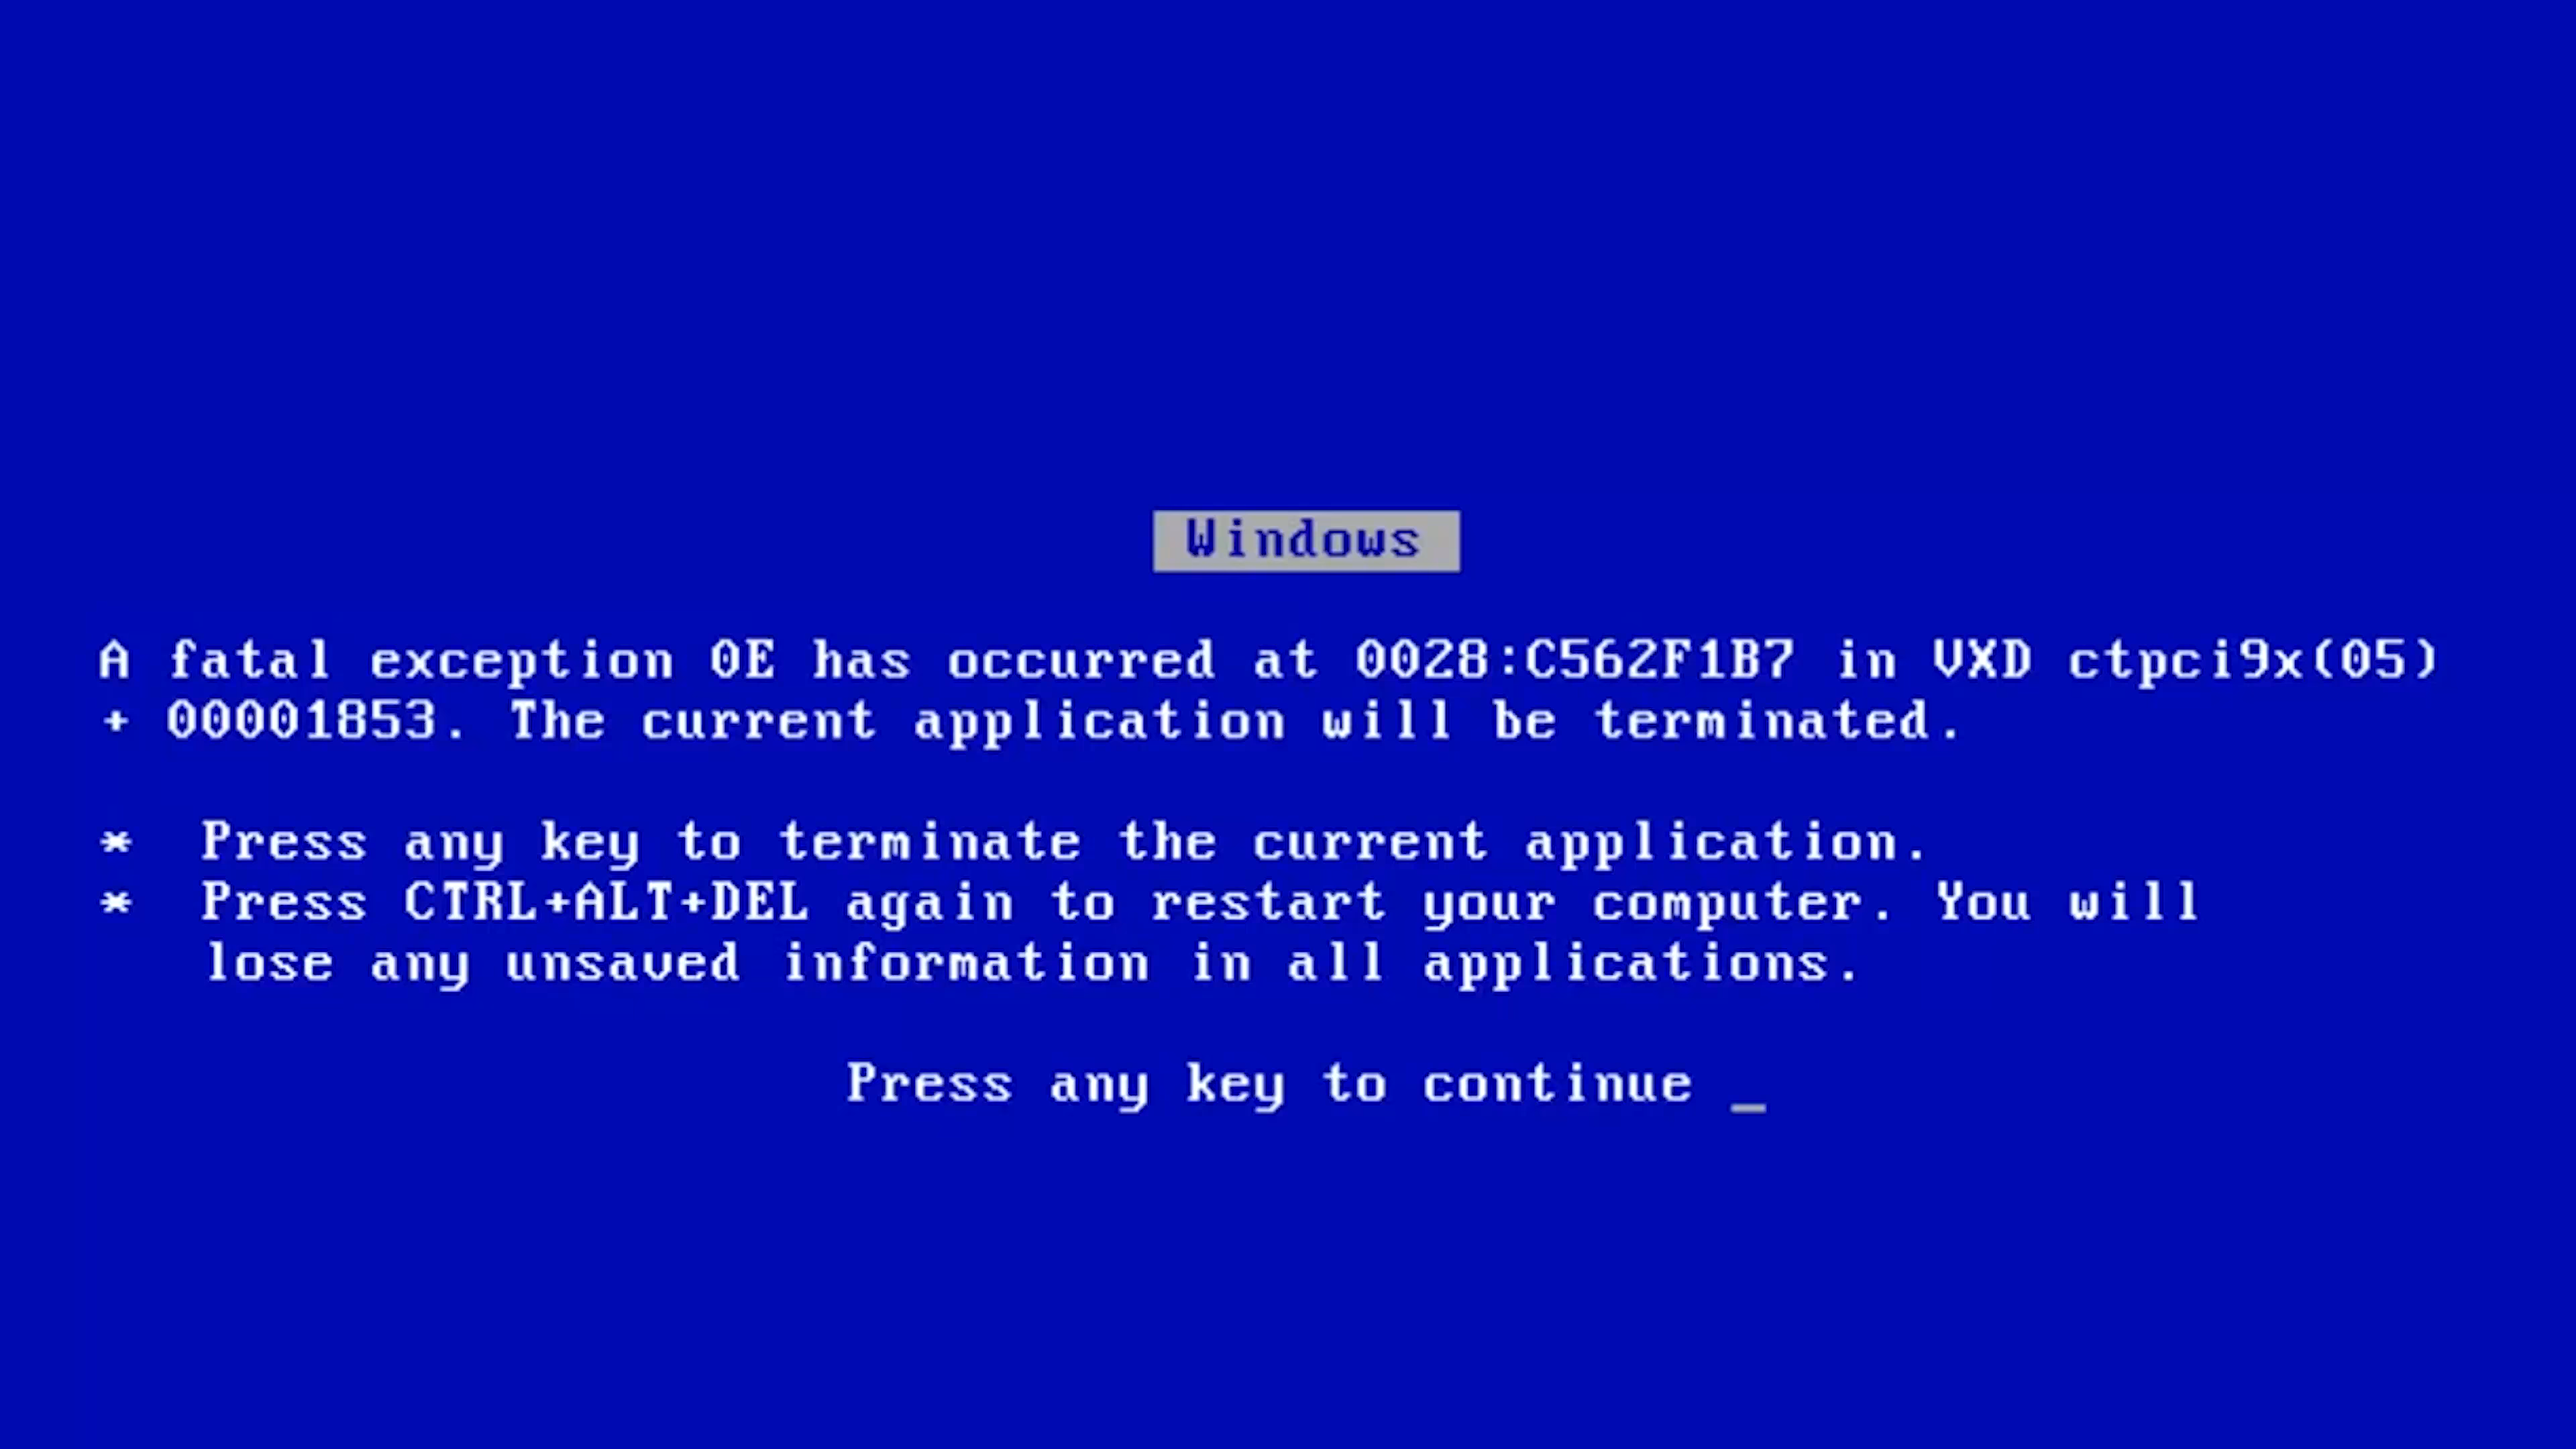 Windows
A fatal exception 0E has occurred at 0028:C562F1B7 in VXD ctpci9x(05)
+ 00001853. The current application will be terminated.
* Press any key to terminate the current application.
* Press CTRL+ALT+DEL again to restart your computer. You will
lose any unsaved information in all applications.
Press any key to continue _